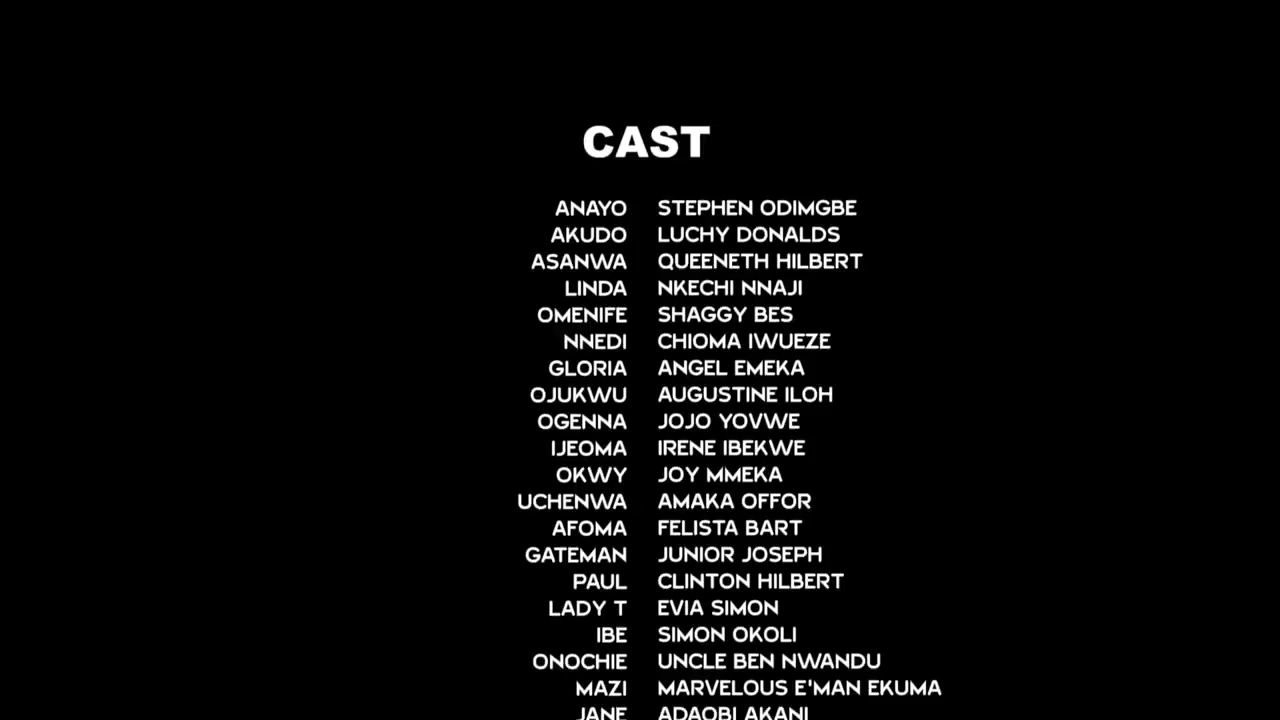 CAST
ANAYO STEPHEN ODIMGBE
AKUDO LUCHY DONALDS
ASANWA QUEENETH HILBERT
LINDA NKECHI NNAJI
OMENIFE SHAGGY BES
NNEDI CHIOMA IWUEZE
GLORIA ANGEL EMEKA
OJUKWU AUGUSTINE ILOH
OGENNA JOJO YOVWE
IJEOMA IRENE IBEKWE
OKWY JOY MMEKA
UCHENWA AMAKA OFFOR
AFOMA FELISTA BART
GATEMAN JUNIOR JOSEPH
PAUL CLINTON HILBERT
LADY T EVIA SIMON
IBE SIMON OKOLI
ONOCHIE UNCLE BEN NWANDU
MAZI MARVELOUS E'MAN EKUMA
JANE ADAOBI AKANI